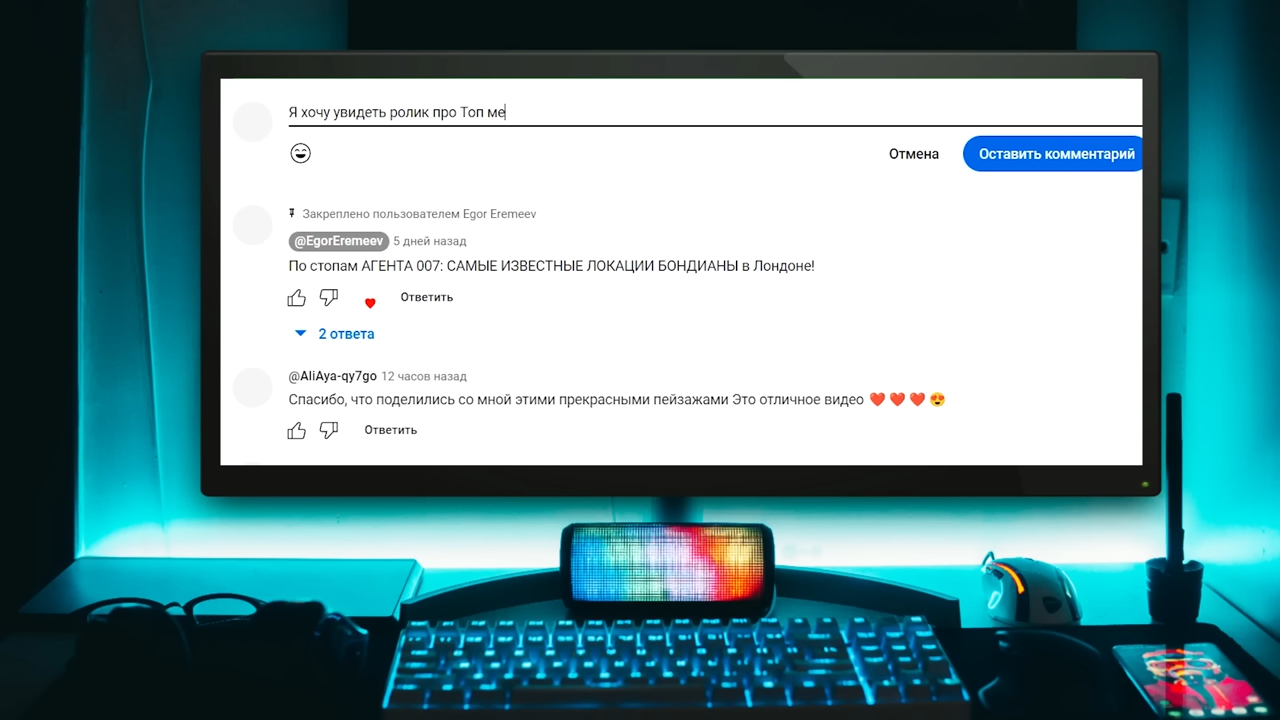 Я хочу увидеть ролик про Топ ме
Отмена
Оставить комментарий
Закреплено пользователем Egor Eremeev
@EgorEremeev 5 дней назад
По стопам АГЕНТА 007: САМЫЕ ИЗВЕСТНЫЕ ЛОКАЦИИ БОНДИАНЫ в Лондоне!
Ответить
2 ответа
@AliAya-qy7go 12 часов назад
Спасибо, что поделились со мной этими прекрасными пейзажами Это отличное видео ❤️ ❤️ ❤️ 😍
Ответить